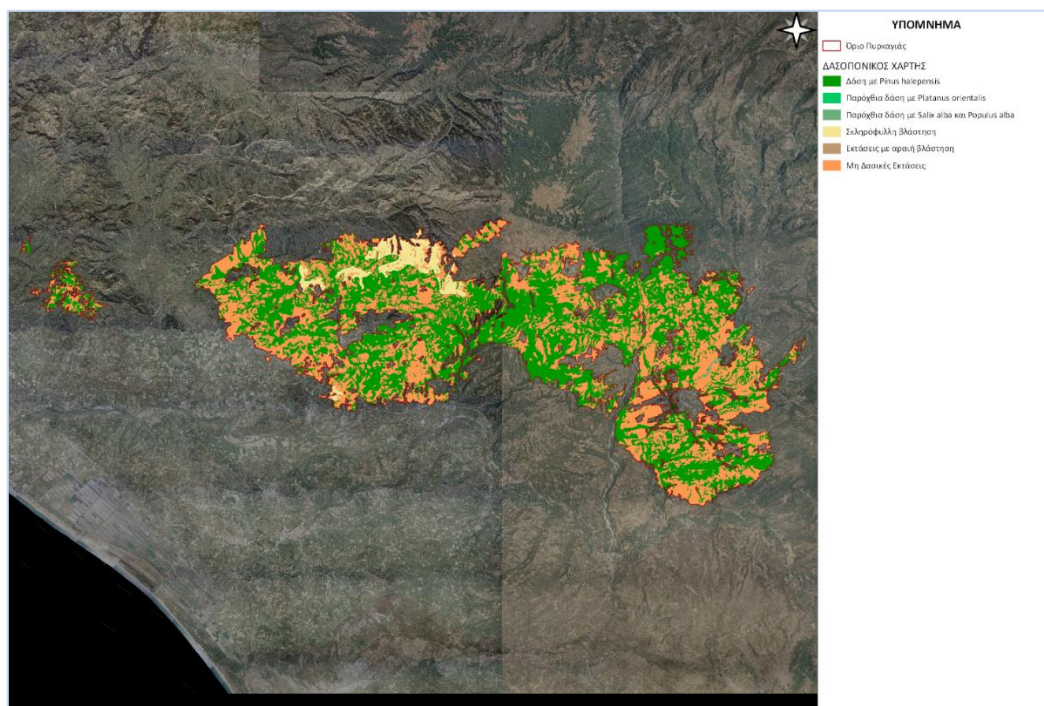 ΥΠΟΜΝΗΜΑ
Όριο Πυρκαγιάς
ΔΑΣΟΠΟΝΙΚΟΣ ΧΑΡΤΗΣ
Δάση με Pinus halepensis
Παρόχθια δάση με Platanus orientalis
Παρόχθια δάση με Salix alba και Populus alba
Σκληρόφυλλη βλάστηση
Εκτάσεις με αραιή βλάστηση
Μη Δασικές Εκτάσεις